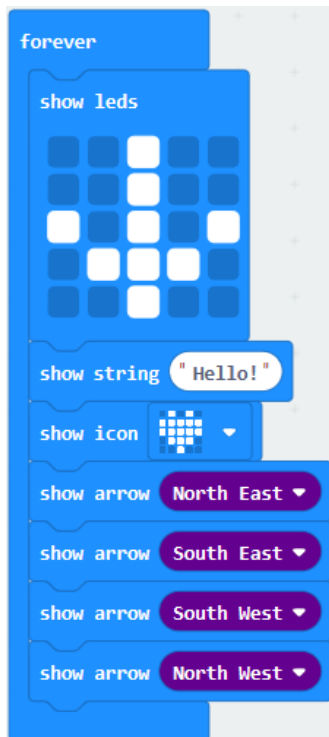 forever
show leds
show string "Hello!"
show icon
show arrow North East
show arrow South East
show arrow South West
show arrow North West